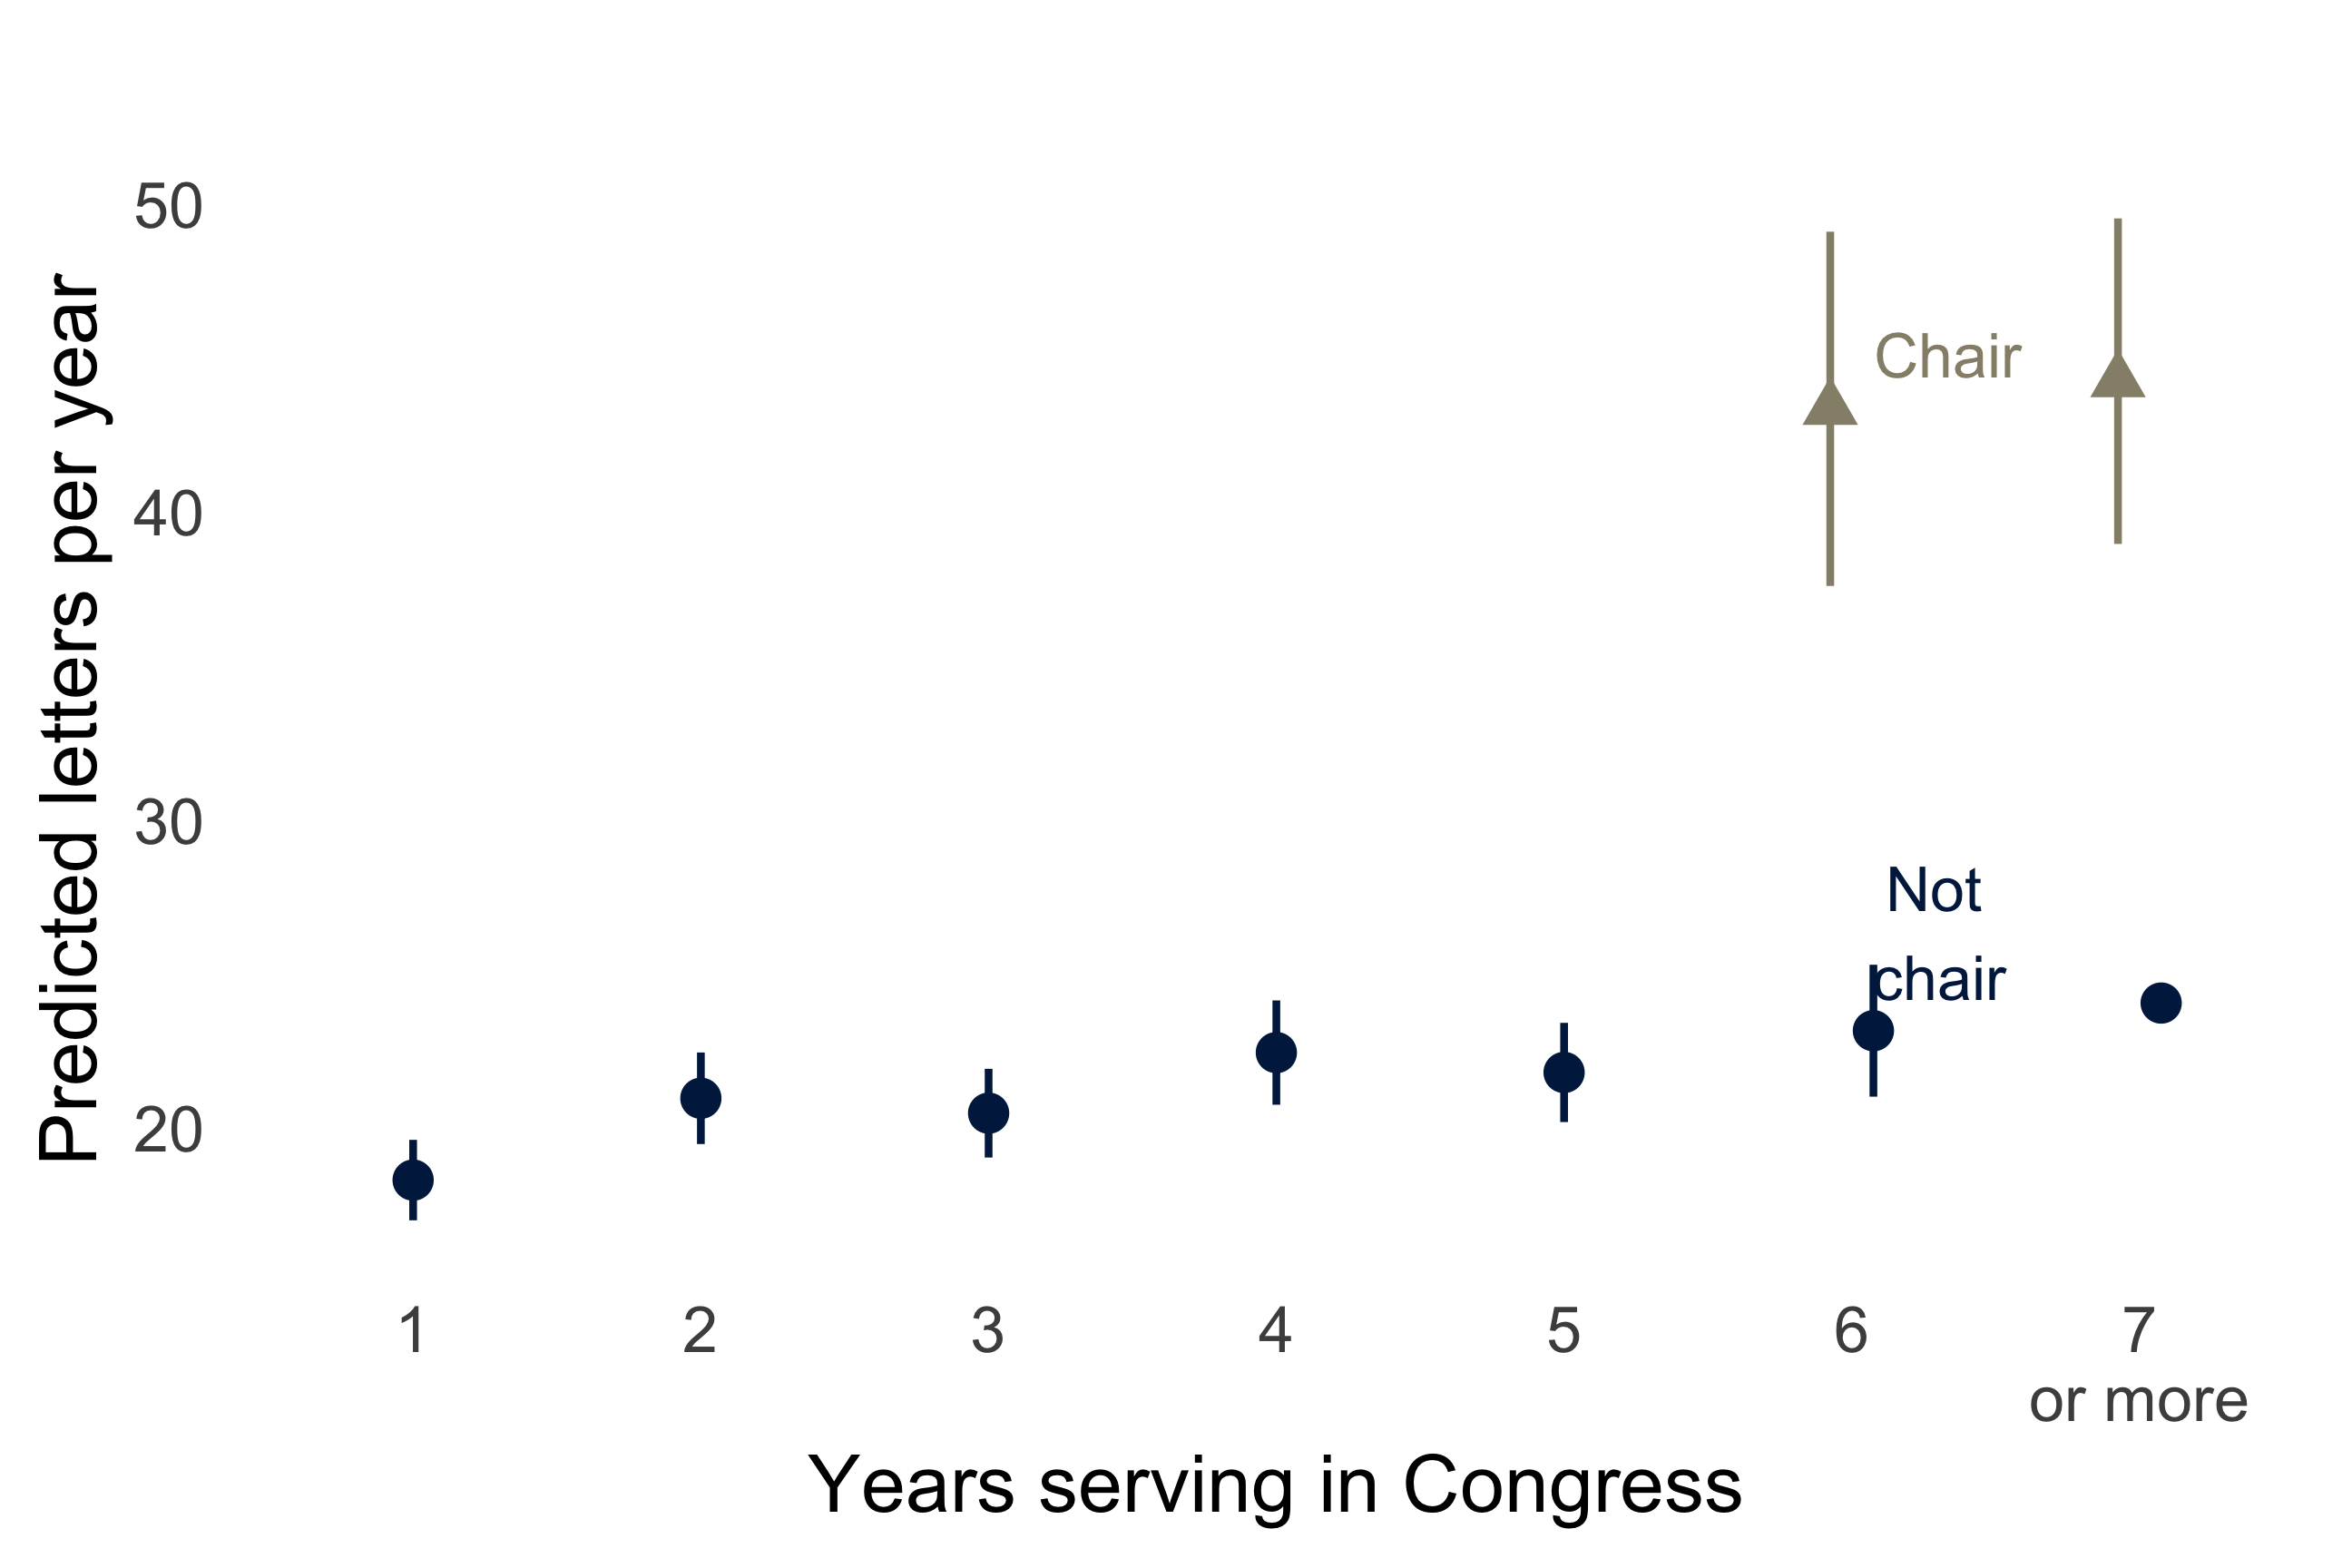 Predicted letters per year
50
40
30
20
Chair
Not
chair
1
2
3
4
5
6
7
or more
Years serving in Congress